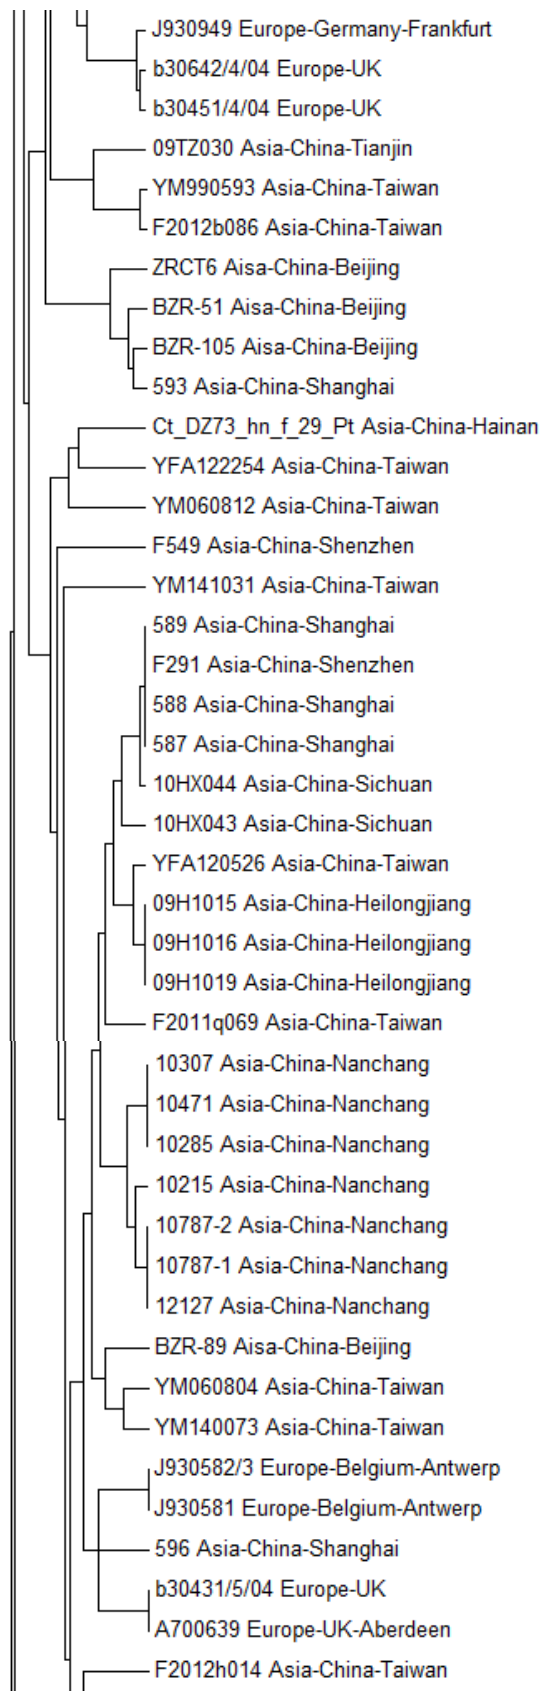 J930949 Europe-Germany-Frankfurt
b30642/4/04 Europe-UK
b30451/4/04 Europe-UK
09TZ030 Asia-China-Tianjin
YM990593 Asia-China-Taiwan
F2012b086 Asia-China-Taiwan
ZRCT6 Aisa-China-Beijing
BZR-51 Aisa-China-Beijing
BZR-105 Aisa-China-Beijing
593 Asia-China-Shanghai
Ct_DZ73_hn_f_29_Pt Asia-China-Hainan
YFA122254 Asia-China-Taiwan
YM060812 Asia-China-Taiwan
F549 Asia-China-Shenzhen
YM141031 Asia-China-Taiwan
589 Asia-China-Shanghai
F291 Asia-China-Shenzhen
588 Asia-China-Shanghai
587 Asia-China-Shanghai
10HX044 Asia-China-Sichuan
10HX043 Asia-China-Sichuan
YFA120526 Asia-China-Taiwan
09H1015 Asia-China-Heilongjiang
09H1016 Asia-China-Heilongjiang
09H1019 Asia-China-Heilongjiang
F2011q069 Asia-China-Taiwan
10307 Asia-China-Nanchang
10471 Asia-China-Nanchang
10285 Asia-China-Nanchang
10215 Asia-China-Nanchang
10787-2 Asia-China-Nanchang
10787-1 Asia-China-Nanchang
12127 Asia-China-Nanchang
BZR-89 Aisa-China-Beijing
YM060804 Asia-China-Taiwan
YM140073 Asia-China-Taiwan
J930582/3 Europe-Belgium-Antwerp
J930581 Europe-Belgium-Antwerp
596 Asia-China-Shanghai
b30431/5/04 Europe-UK
A700639 Europe-UK-Aberdeen
F2012h014 Asia-China-Taiwan